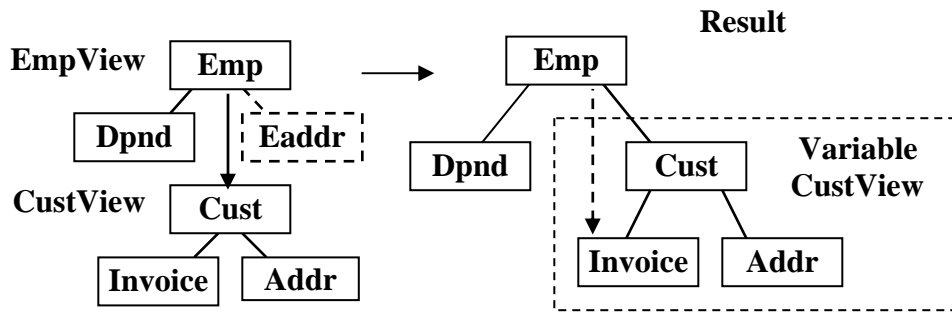 Result
EmpView
Emp
Emp
Dpnd
Eaddr
Dpnd
Cust
Variable
CustView
CustView
Cust
Invoice
Addr
Invoice
Addr